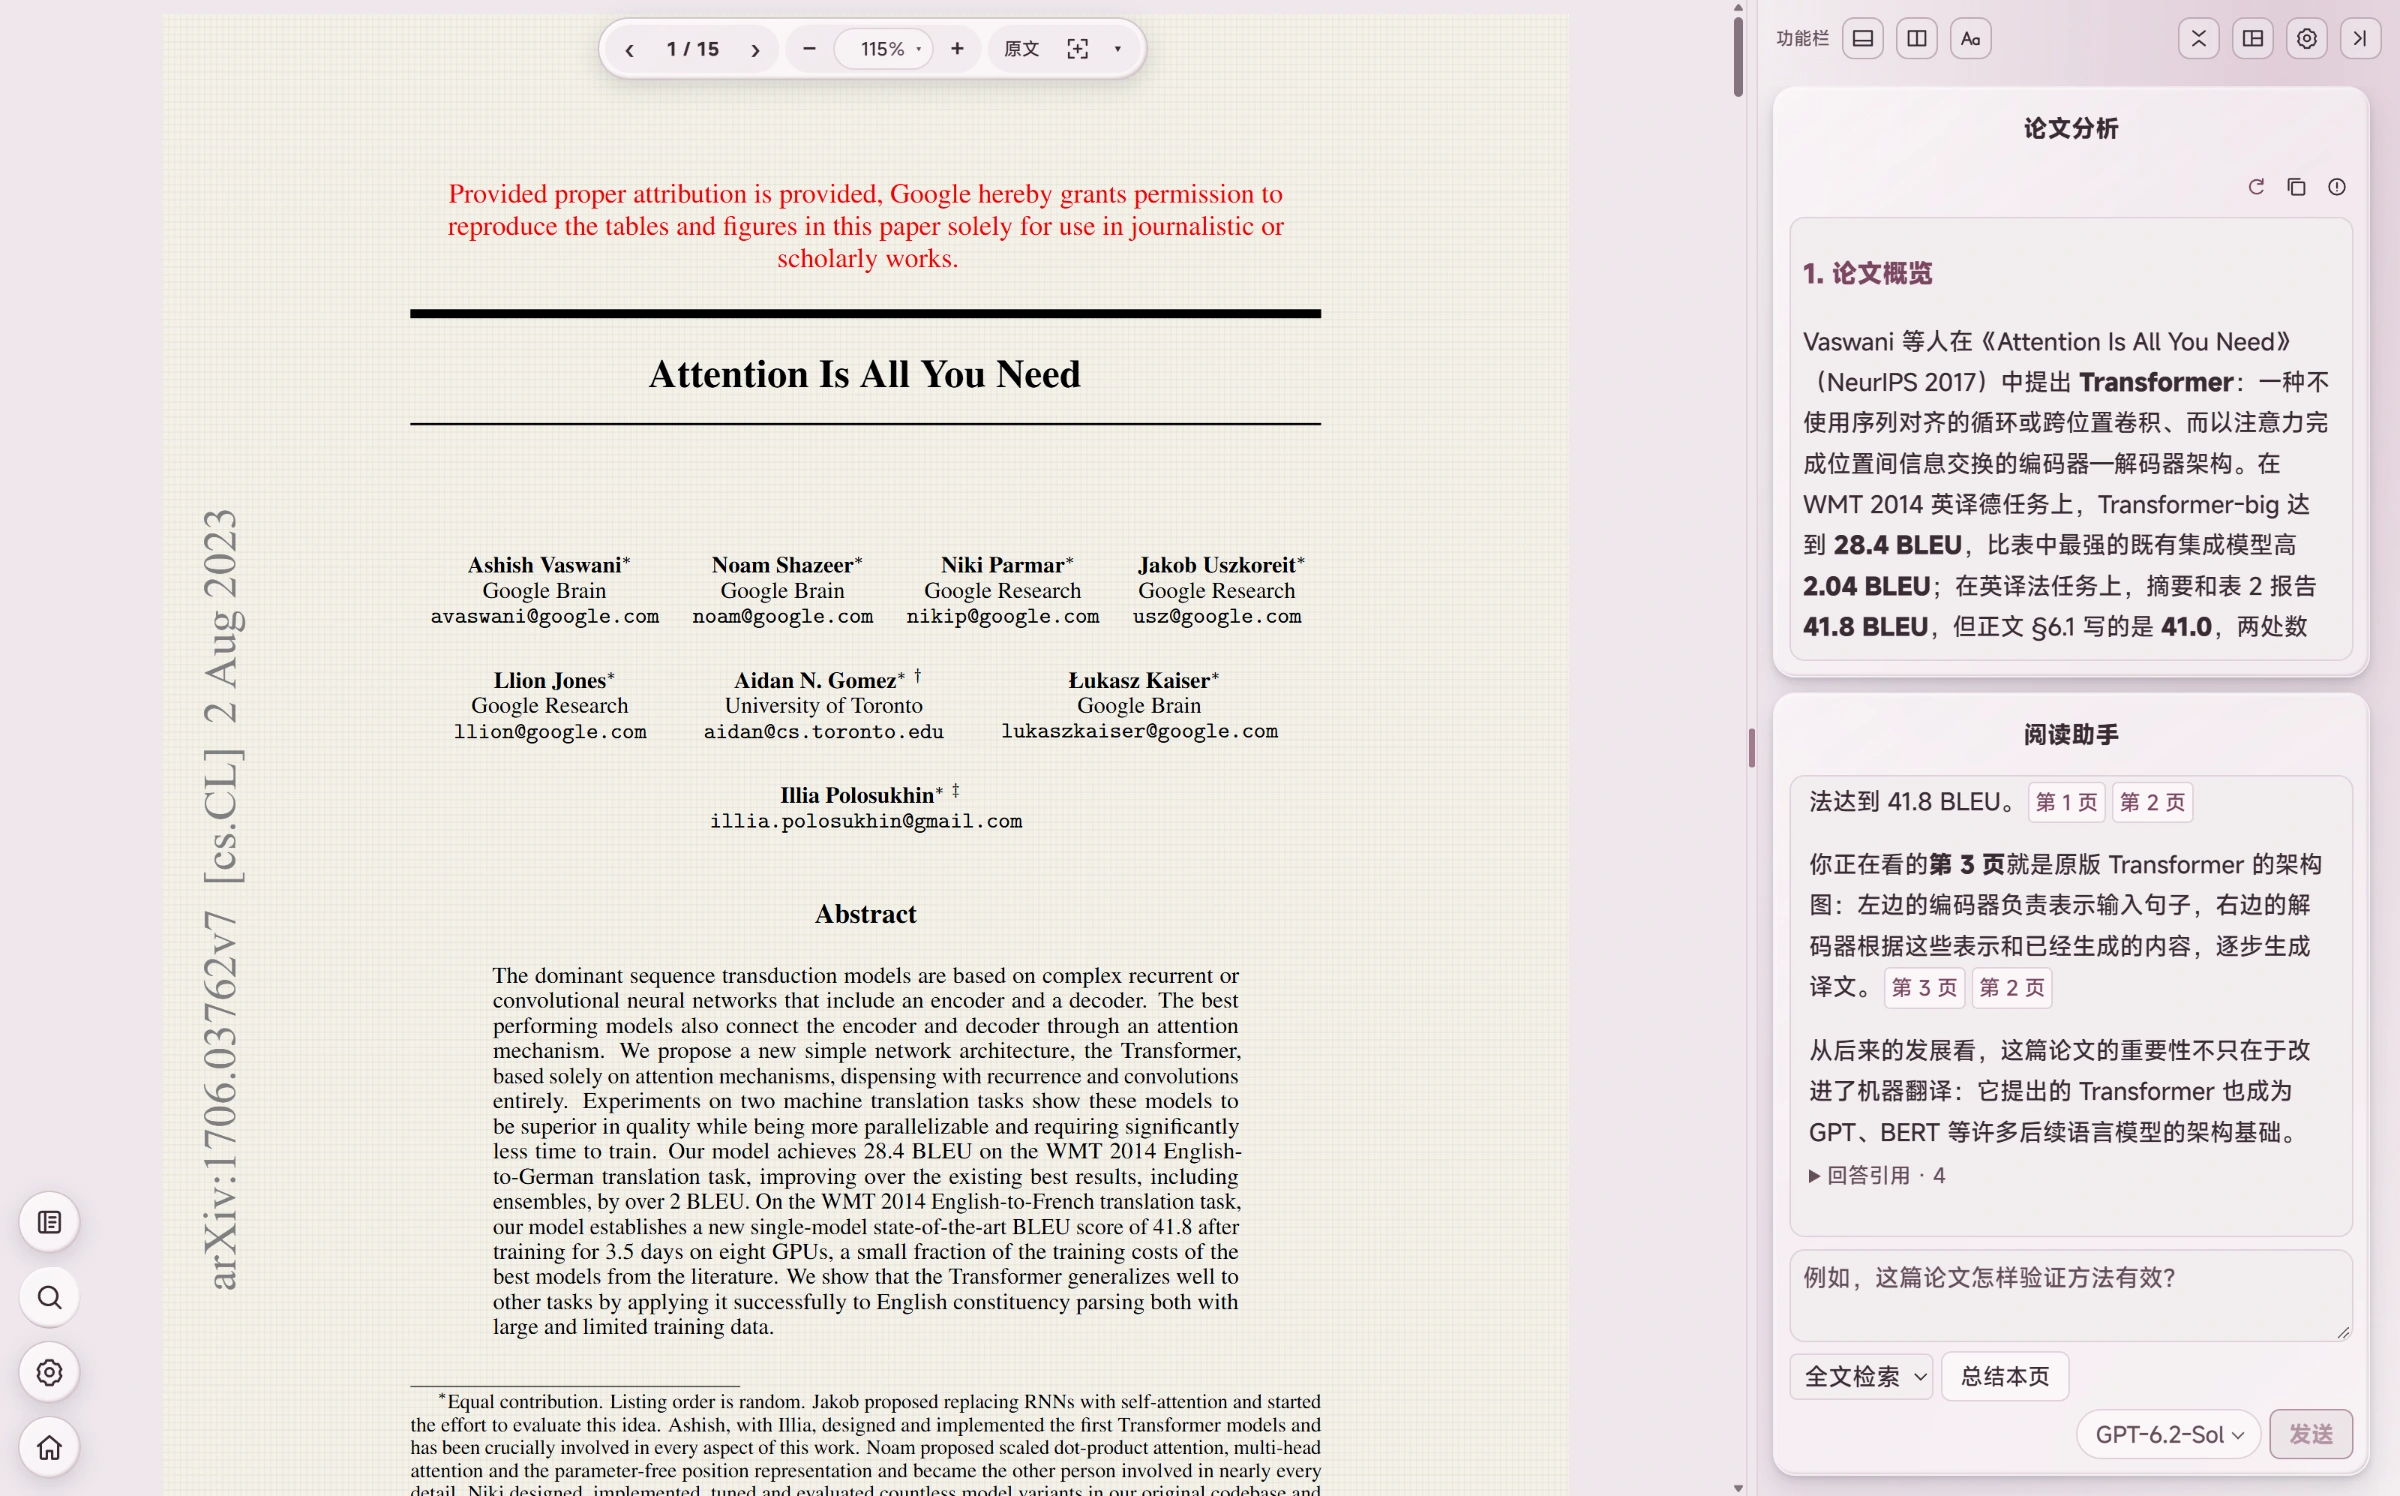 1 / 15
115%
原文
Provided proper attribution is provided, Google hereby grants permission to
reproduce the tables and figures in this paper solely for use in journalistic or
scholarly works.
Attention Is All You Need
Ashish Vaswani*
Google Brain
avaswani@google.com
Noam Shazeer*
Google Brain
noam@google.com
Niki Parmar*
Google Research
nikip@google.com
Jakob Uszkoreit*
Google Research
usz@google.com
Llion Jones*
Google Research
llion@google.com
Aidan N. Gomez* †
University of Toronto
aidan@cs.toronto.edu
Łukasz Kaiser*
Google Brain
lukaszkaiser@google.com
Illia Polosukhin* ‡
illia.polosukhin@gmail.com
arXiv:1706.03762v7 [cs.CL] 2 Aug 2023
Abstract
The dominant sequence transduction models are based on complex recurrent or
convolutional neural networks that include an encoder and a decoder. The best
performing models also connect the encoder and decoder through an attention
mechanism. We propose a new simple network architecture, the Transformer,
based solely on attention mechanisms, dispensing with recurrence and convolutions
entirely. Experiments on two machine translation tasks show these models to
be superior in quality while being more parallelizable and requiring significantly
less time to train. Our model achieves 28.4 BLEU on the WMT 2014 English-
to-German translation task, improving over the existing best results, including
ensembles, by over 2 BLEU. On the WMT 2014 English-to-French translation task,
our model establishes a new single-model state-of-the-art BLEU score of 41.8 after
training for 3.5 days on eight GPUs, a small fraction of the training costs of the
best models from the literature. We show that the Transformer generalizes well to
other tasks by applying it successfully to English constituency parsing both with
large and limited training data.
*Equal contribution. Listing order is random. Jakob proposed replacing RNNs with self-attention and started
the effort to evaluate this idea. Ashish, with Illia, designed and implemented the first Transformer models and
has been crucially involved in every aspect of this work. Noam proposed scaled dot-product attention, multi-head
attention and the parameter-free position representation and became the other person involved in nearly every
detail. Niki designed, implemented, tuned and evaluated countless model variants in our original codebase and
功能栏
Aa
论文分析
1. 论文概览
Vaswani 等人在《Attention Is All You Need》
（NeurIPS 2017）中提出 Transformer：一种不
使用序列对齐的循环或跨位置卷积、而以注意力完
成位置间信息交换的编码器—解码器架构。在
WMT 2014 英译德任务上，Transformer-big 达
到 28.4 BLEU，比表中最强的既有集成模型高
2.04 BLEU；在英译法任务上，摘要和表 2 报告
41.8 BLEU，但正文 §6.1 写的是 41.0，两处数
阅读助手
法达到 41.8 BLEU。 第 1 页 第 2 页
你正在看的第 3 页就是原版 Transformer 的架构
图：左边的编码器负责表示输入句子，右边的解
码器根据这些表示和已经生成的内容，逐步生成
译文。 第 3 页 第 2 页
从后来的发展看，这篇论文的重要性不只在于改
进了机器翻译：它提出的 Transformer 也成为
GPT、BERT 等许多后续语言模型的架构基础。
回答引用 · 4
例如，这篇论文怎样验证方法有效？
全文检索
总结本页
GPT-6.2-Sol
发送